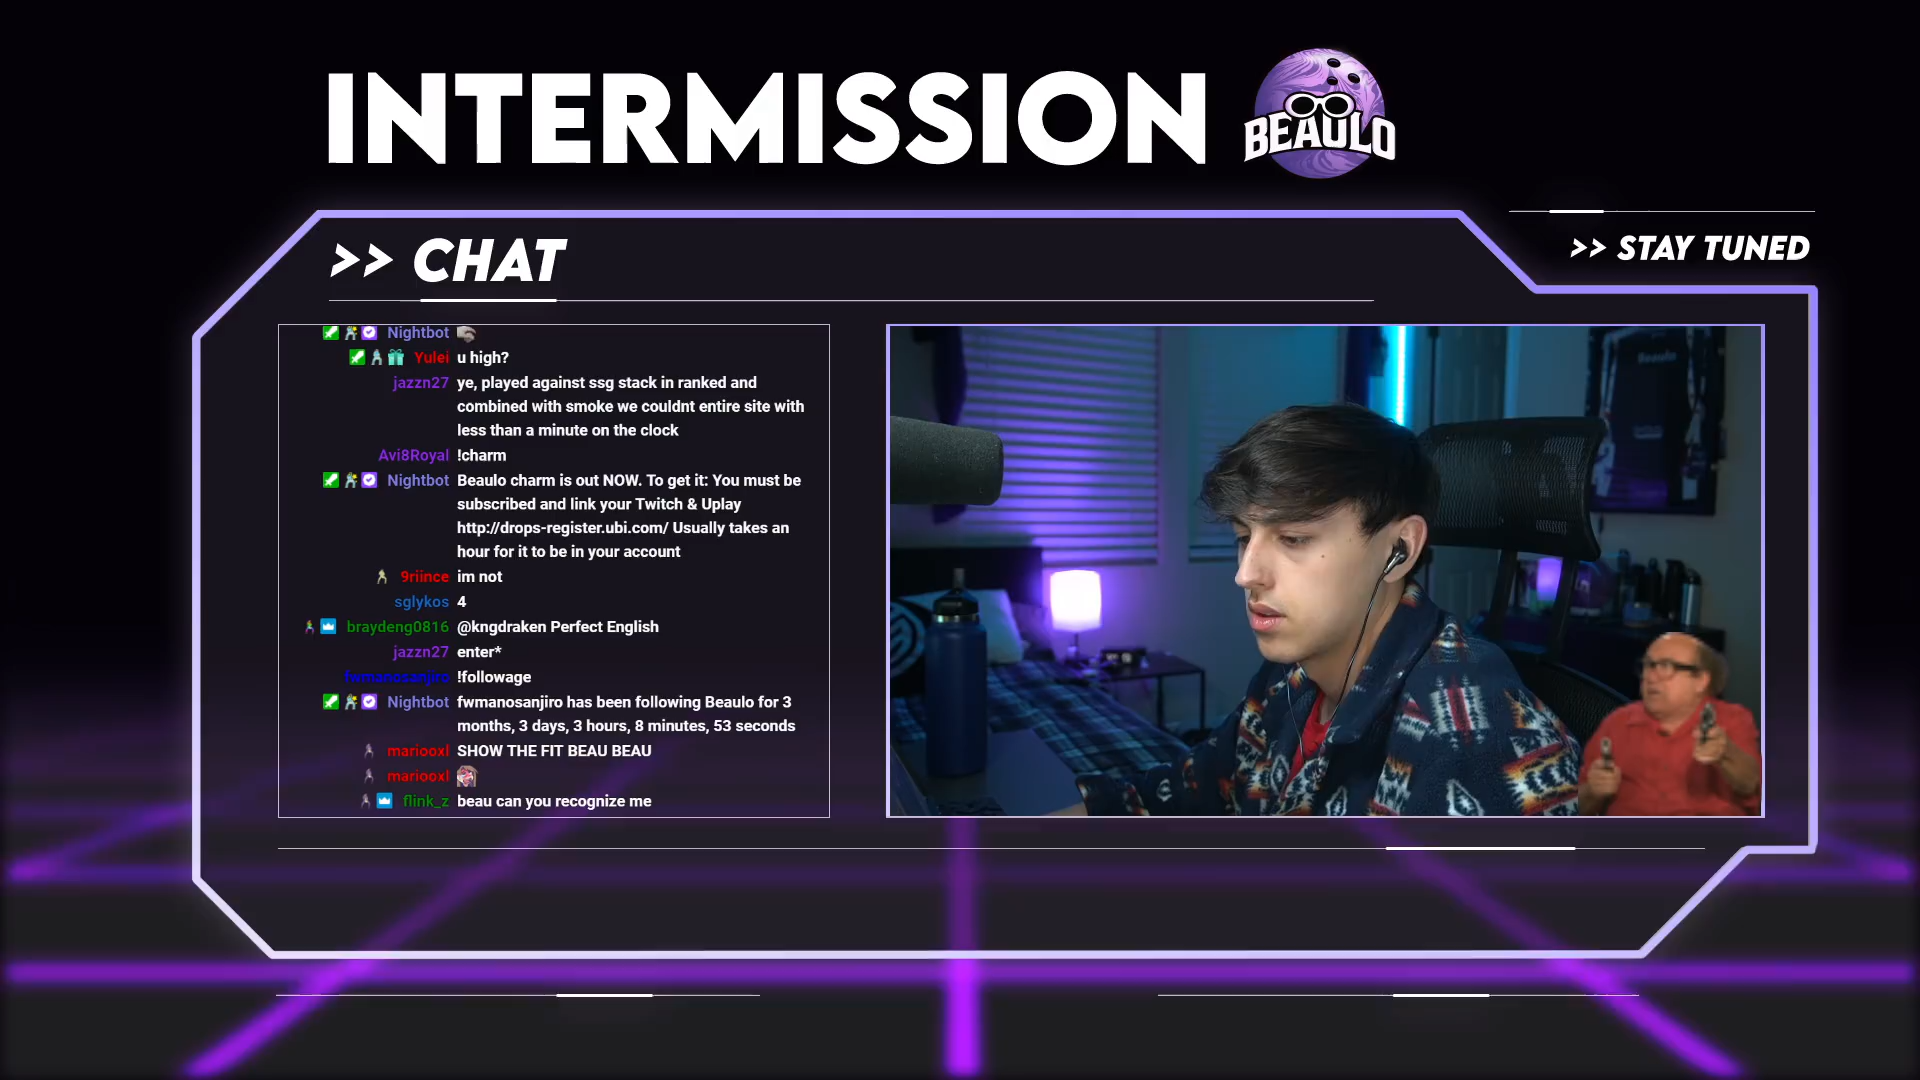 INTERMISSION
BEAULO
>> CHAT
>> STAY TUNED
Nightbot
Yulei u high?
jazzn27 ye, played against ssg stack in ranked and
combined with smoke we couldnt entire site with
less than a minute on the clock
Avi8Royal !charm
Nightbot Beaulo charm is out NOW. To get it: You must be
subscribed and link your Twitch & Uplay
http://drops-register.ubi.com/ Usually takes an
hour for it to be in your account
9riince im not
sglykos 4
braydeng0816 @kngdraken Perfect English
jazzn27 enter*
fwmanosanjiro !followage
Nightbot fwmanosanjiro has been following Beaulo for 3
months, 3 days, 3 hours, 8 minutes, 53 seconds
mariooxl SHOW THE FIT BEAU BEAU
mariooxl
flink_z beau can you recognize me
Beaulo